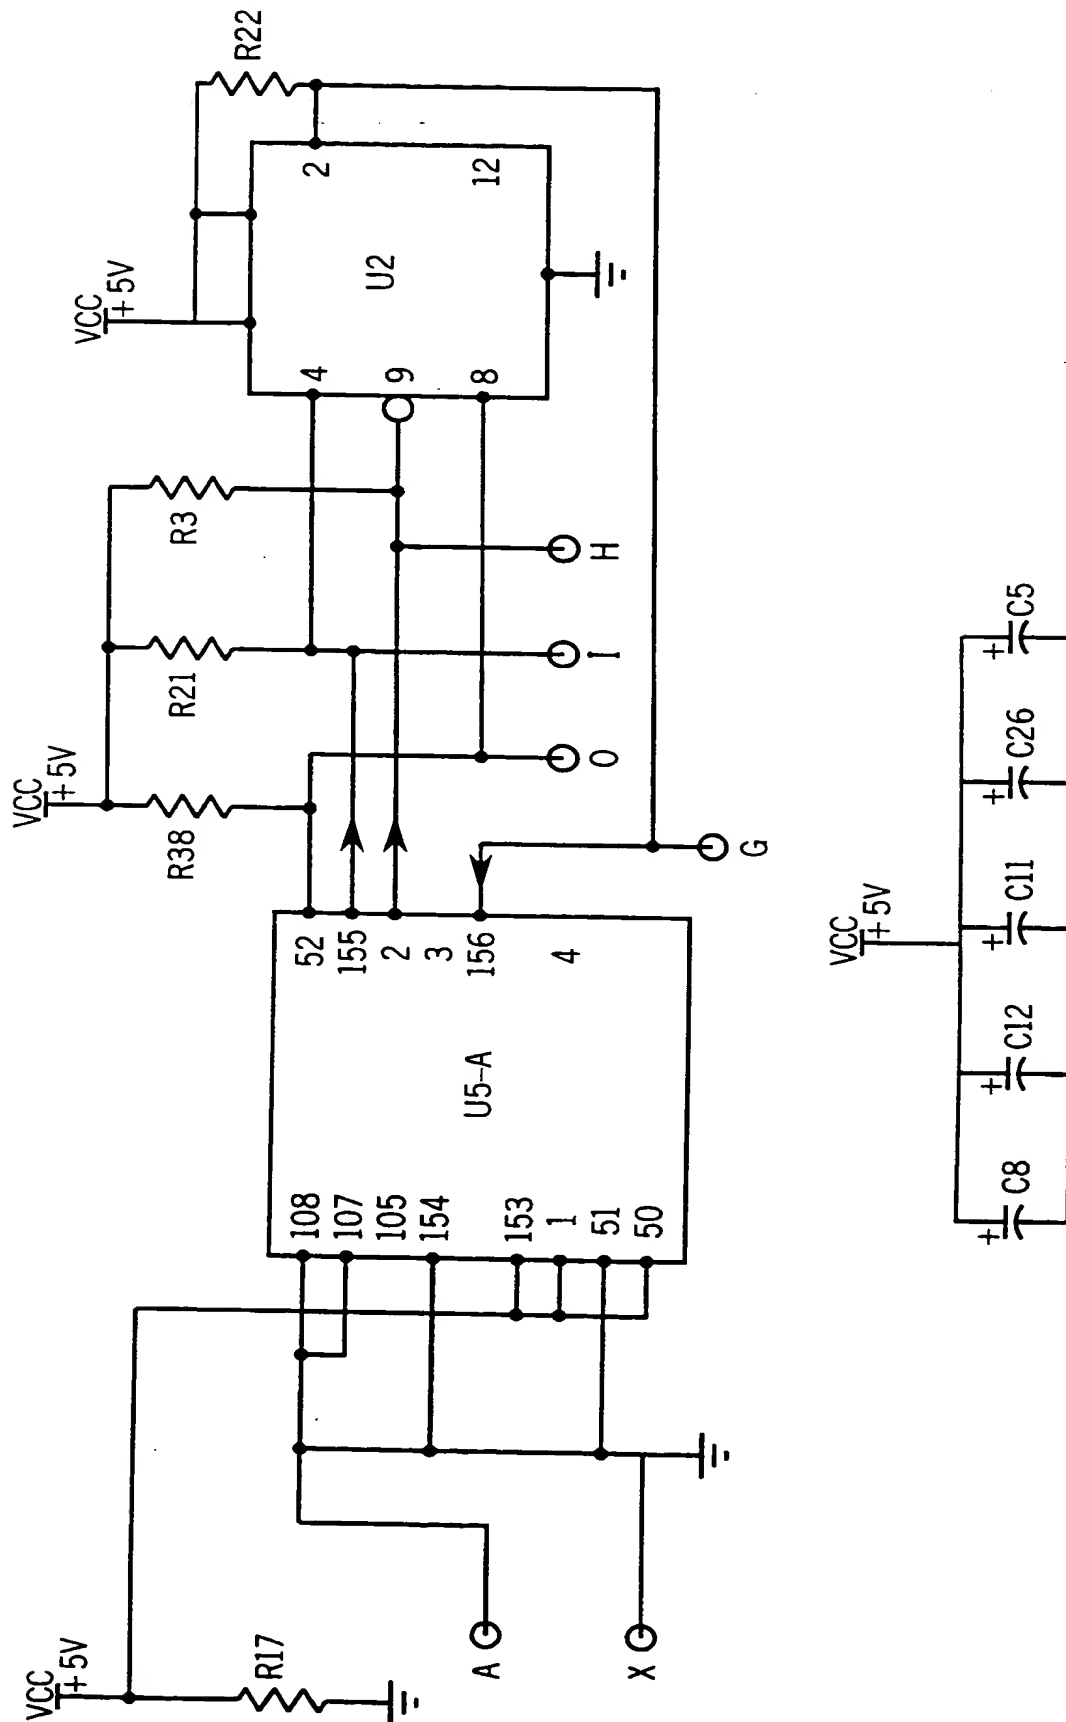 VCC
+5V
R17
A
X
108
107
105
154
153
1
51
50
U5-A
52
155
2
3
156
4
VCC
+5V
R38
R21
R3
O
I
H
G
VCC
+5V
4
9
8
U2
2
12
R22
VCC
+5V
+
C8
+
C12
+
C11
+
C26
+
C5